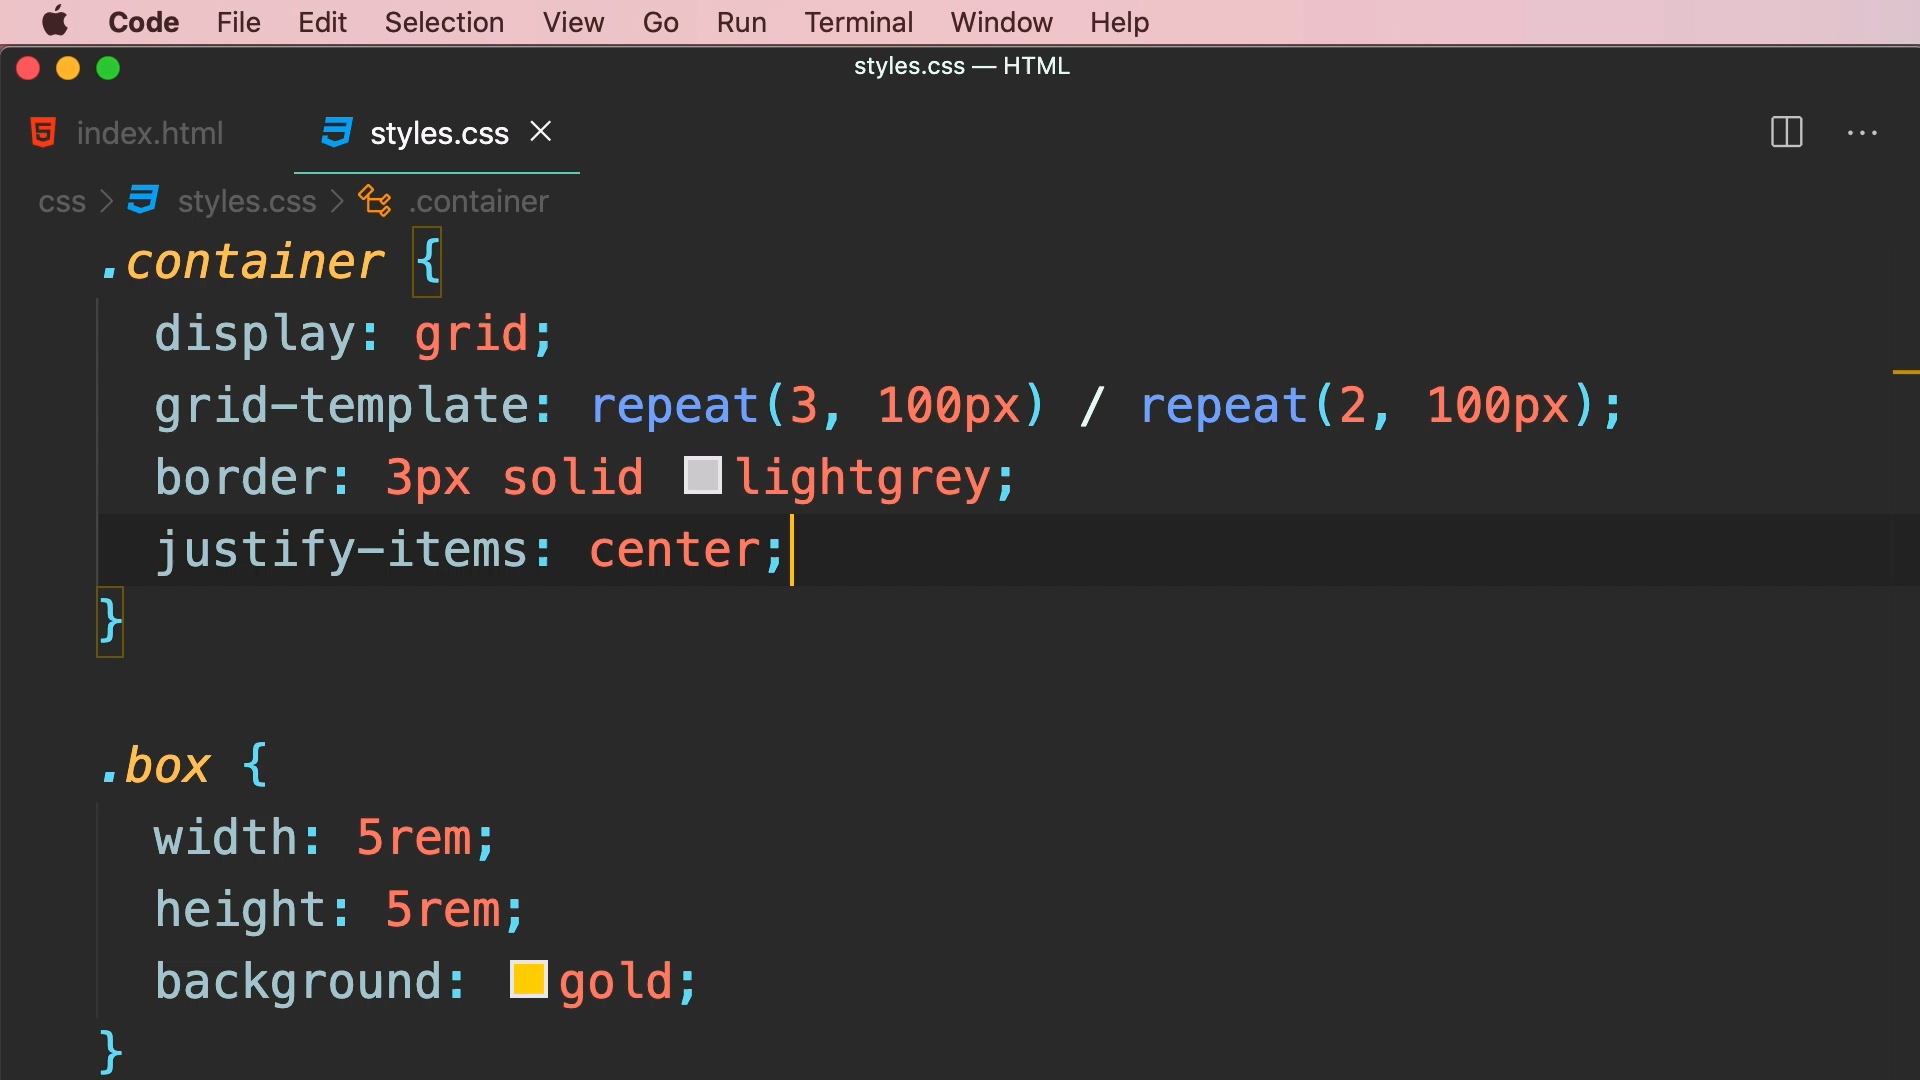 Code File Edit Selection View Go Run Terminal Window Help
styles.css — HTML
index.html styles.css
css > styles.css > .container
.container {
display: grid;
grid-template: repeat(3, 100px) / repeat(2, 100px);
border: 3px solid lightgrey;
justify-items: center;
}
.box {
width: 5rem;
height: 5rem;
background: gold;
}